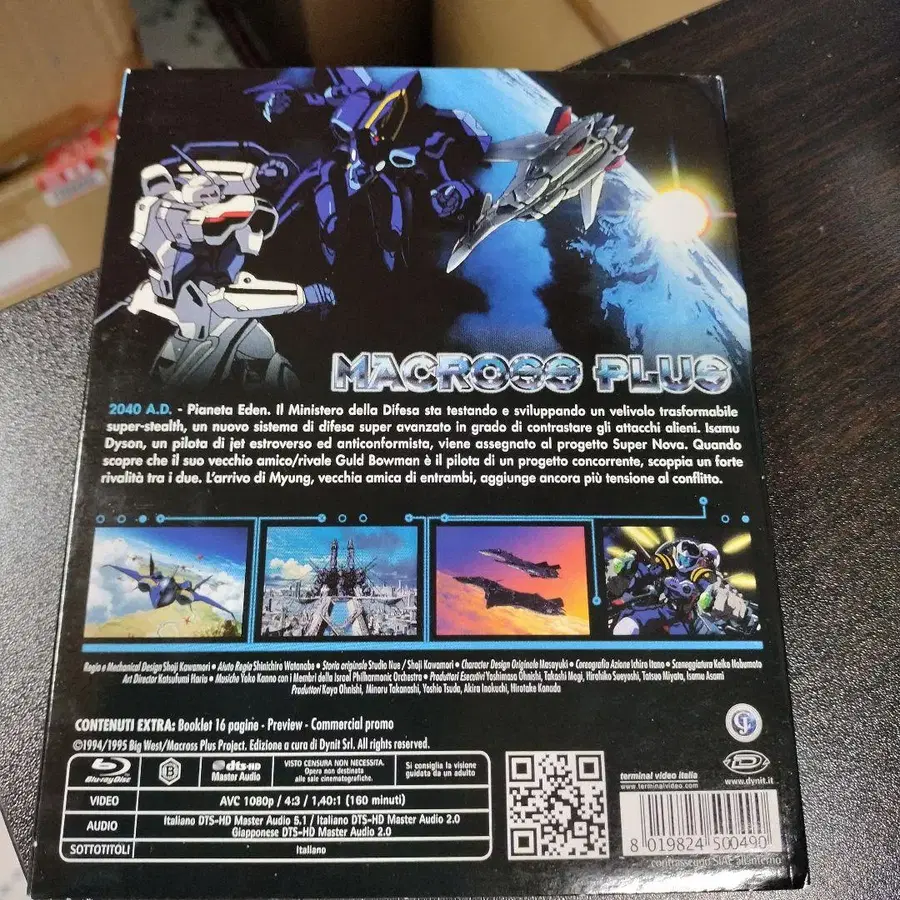 MACROSS PLUS
2040 A.D. - Pianeta Eden. Il Ministero della Difesa sta testando e sviluppando un velivolo trasformabile
super-stealth, un nuovo sistema di difesa super avanzato in grado di contrastare gli attacchi alieni. Isamu
Dyson, un pilota di jet estroverso ed anticonformista, viene assegnato al progetto Super Nova. Quando
scopre che il suo vecchio amico/rivale Guld Bowman è il pilota di un progetto concorrente, scoppia un forte
rivalità tra i due. L'arrivo di Myung, vecchia amica di entrambi, aggiunge ancora più tensione al conflitto.
Regia e Mechanical Design Shoji Kawamori • Aiuto Regia Shinichiro Watanabe • Storia originale Studio Nue / Shoji Kawamori • Character Design Originale Masayuki • Coreografia Azione Ichiro Itano • Sceneggiatura Keiko Nobumoto
Art Director Katsufumi Hariu • Musiche Yoko Kanno con i Membri della Israel Philharmonic Orchestra • Produttori Esecutivi Yoshimasa Ohnishi, Takashi Mogi, Hirohiko Sueyoshi, Tatsuo Miyata, Isamu Asami
Produttori Kaya Ohnishi, Minoru Takanashi, Yoshio Tsuda, Akira Inokuchi, Hirotake Kanada
CONTENUTI EXTRA: Booklet 16 pagine - Preview - Commercial promo
©1994/1995 Big West/Macross Plus Project. Edizione a cura di Dynit Srl. All rights reserved.
Blu-ray Disc
B
dts-HD
Master Audio
VISTO CENSURA NON NECESSITA.
Opera non destinata
alle sale cinematografiche.
Si consiglia la visione
guidata da un adulto
VIDEO
AVC 1080p / 4:3 / 1,40:1 (160 minuti)
AUDIO
Italiano DTS-HD Master Audio 5.1 / Italiano DTS-HD Master Audio 2.0
Giapponese DTS-HD Master Audio 2.0
SOTTOTITOLI
Italiano
terminal video italia
www.terminalvideo.com
D
www.dynit.it
8 019824 500490
contrassegno SIAE all'interno